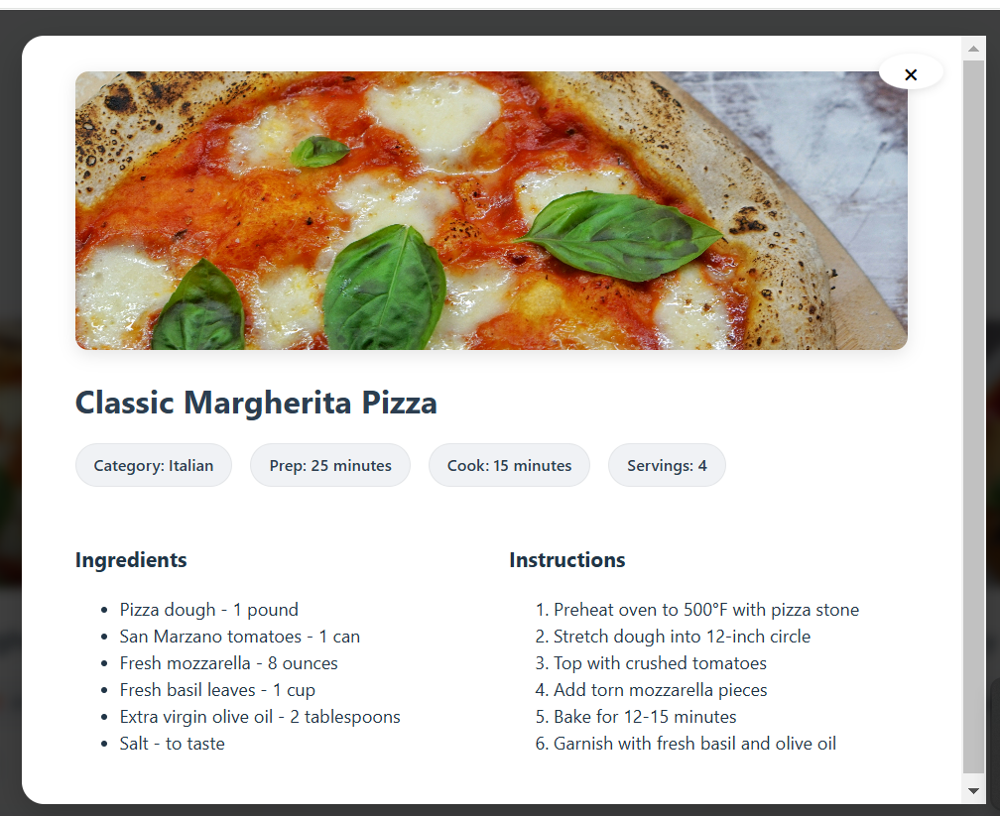 ×
Classic Margherita Pizza
Category: Italian Prep: 25 minutes Cook: 15 minutes Servings: 4
Ingredients
• Pizza dough - 1 pound
• San Marzano tomatoes - 1 can
• Fresh mozzarella - 8 ounces
• Fresh basil leaves - 1 cup
• Extra virgin olive oil - 2 tablespoons
• Salt - to taste
Instructions
1. Preheat oven to 500°F with pizza stone
2. Stretch dough into 12-inch circle
3. Top with crushed tomatoes
4. Add torn mozzarella pieces
5. Bake for 12-15 minutes
6. Garnish with fresh basil and olive oil